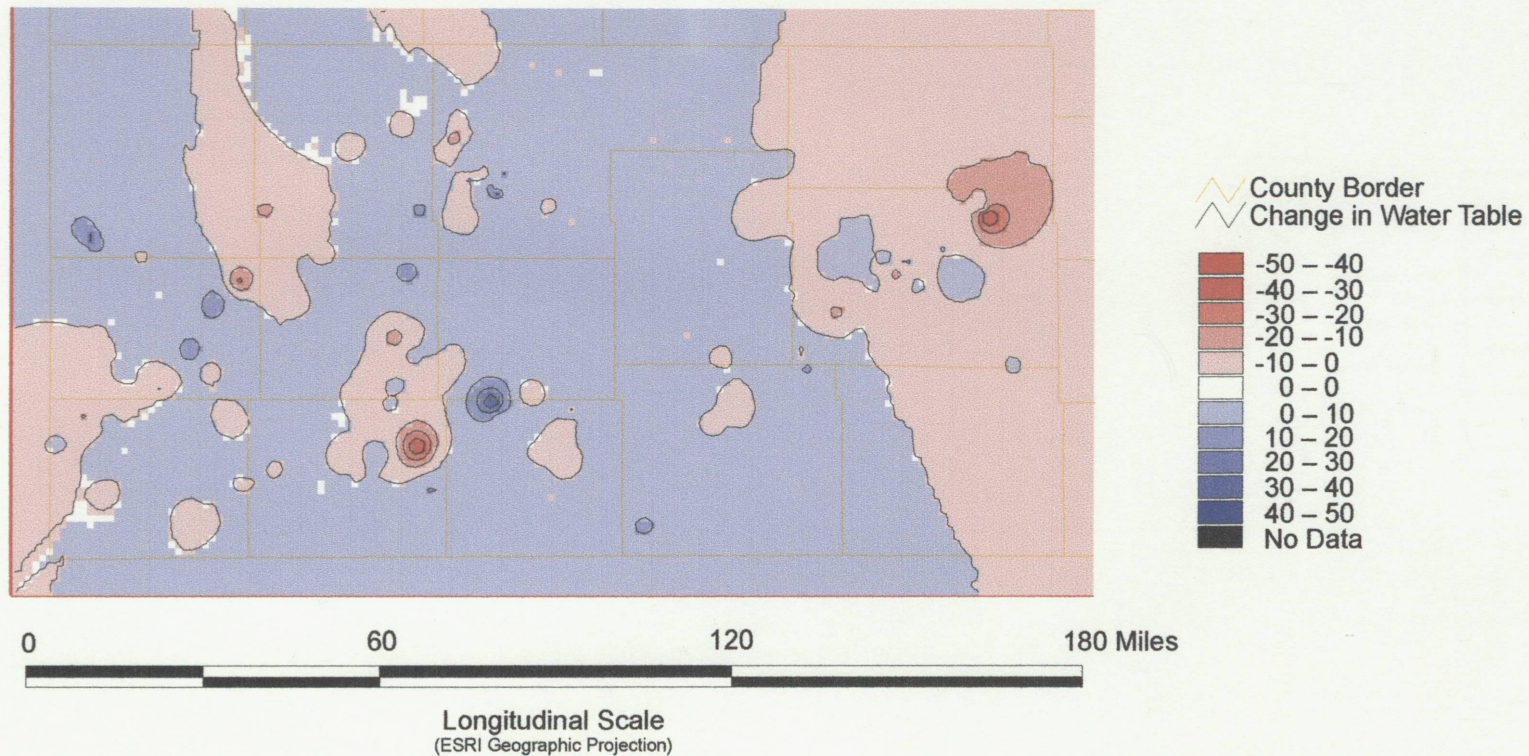 County Border
Change in Water Table
-50 – -40
-40 – -30
-30 – -20
-20 – -10
-10 – 0
0 – 0
0 – 10
10 – 20
20 – 30
30 – 40
40 – 50
No Data
0 60 120 180 Miles
Longitudinal Scale
(ESRI Geographic Projection)